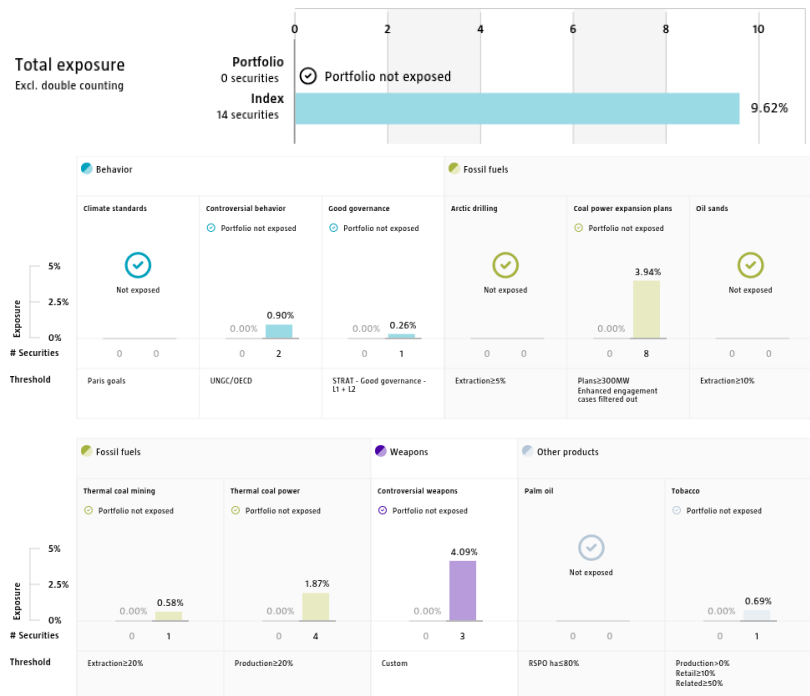 0 2 4 6 8 10
Total exposure
Excl. double counting
Portfolio
0 securities
Portfolio not exposed
Index
14 securities
9.62%
Behavior
Fossil fuels
Climate standards
Controversial behavior
Good governance
Arctic drilling
Coal power expansion plans
Oil sands
Portfolio not exposed
Portfolio not exposed
Portfolio not exposed
Exposure
5%
2.5%
0%
Not exposed
0.00% 0.90%
0.00% 0.26%
Not exposed
0.00% 3.94%
Not exposed
# Securities
0 0
0 2
0 1
0 0
0 8
0 0
Threshold
Paris goals
UNGC/OECD
STRAT - Good governance -
L1 + L2
Extraction≥5%
Plans≥300MW
Enhanced engagement
cases filtered out
Extraction≥10%
Fossil fuels
Weapons
Other products
Thermal coal mining
Thermal coal power
Controversial weapons
Palm oil
Tobacco
Portfolio not exposed
Portfolio not exposed
Portfolio not exposed
Portfolio not exposed
Exposure
5%
2.5%
0%
0.00% 0.58%
0.00% 1.87%
0.00% 4.09%
Not exposed
0.00% 0.69%
# Securities
0 1
0 4
0 3
0 0
0 1
Threshold
Extraction≥20%
Production≥20%
Custom
RSPO ha≤80%
Production>0%
Retail≥10%
Related≥50%